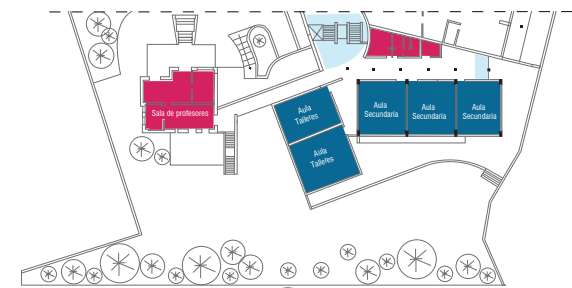 Sala de profesores
Aula
Talleres
Aula
Talleres
Aula
Secundaria
Aula
Secundaria
Aula
Secundaria